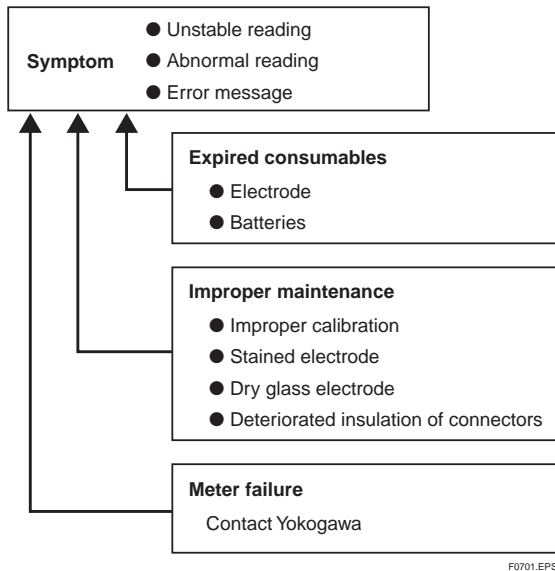 ● Unstable reading
Symptom ● Abnormal reading
● Error message
Expired consumables
● Electrode
● Batteries
Improper maintenance
● Improper calibration
● Stained electrode
● Dry glass electrode
● Deteriorated insulation of connectors
Meter failure
Contact Yokogawa
F0701.EPS